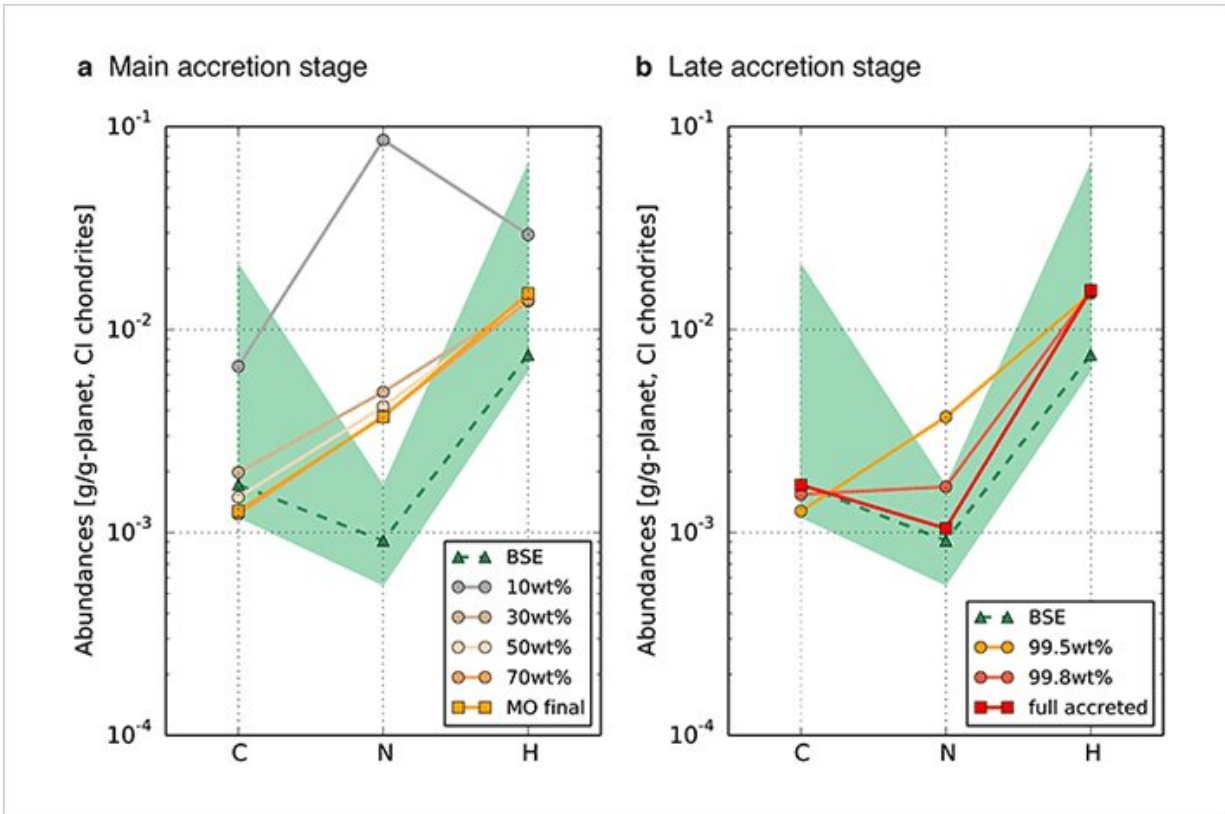 a Main accretion stage
Abundances [g/g-planet, CI chondrites]
10-1
10-2
10-3
10-4
C N H
BSE
10wt%
30wt%
50wt%
70wt%
MO final
b Late accretion stage
Abundances [g/g-planet, CI chondrites]
10-1
10-2
10-3
10-4
C N H
BSE
99.5wt%
99.8wt%
full accreted